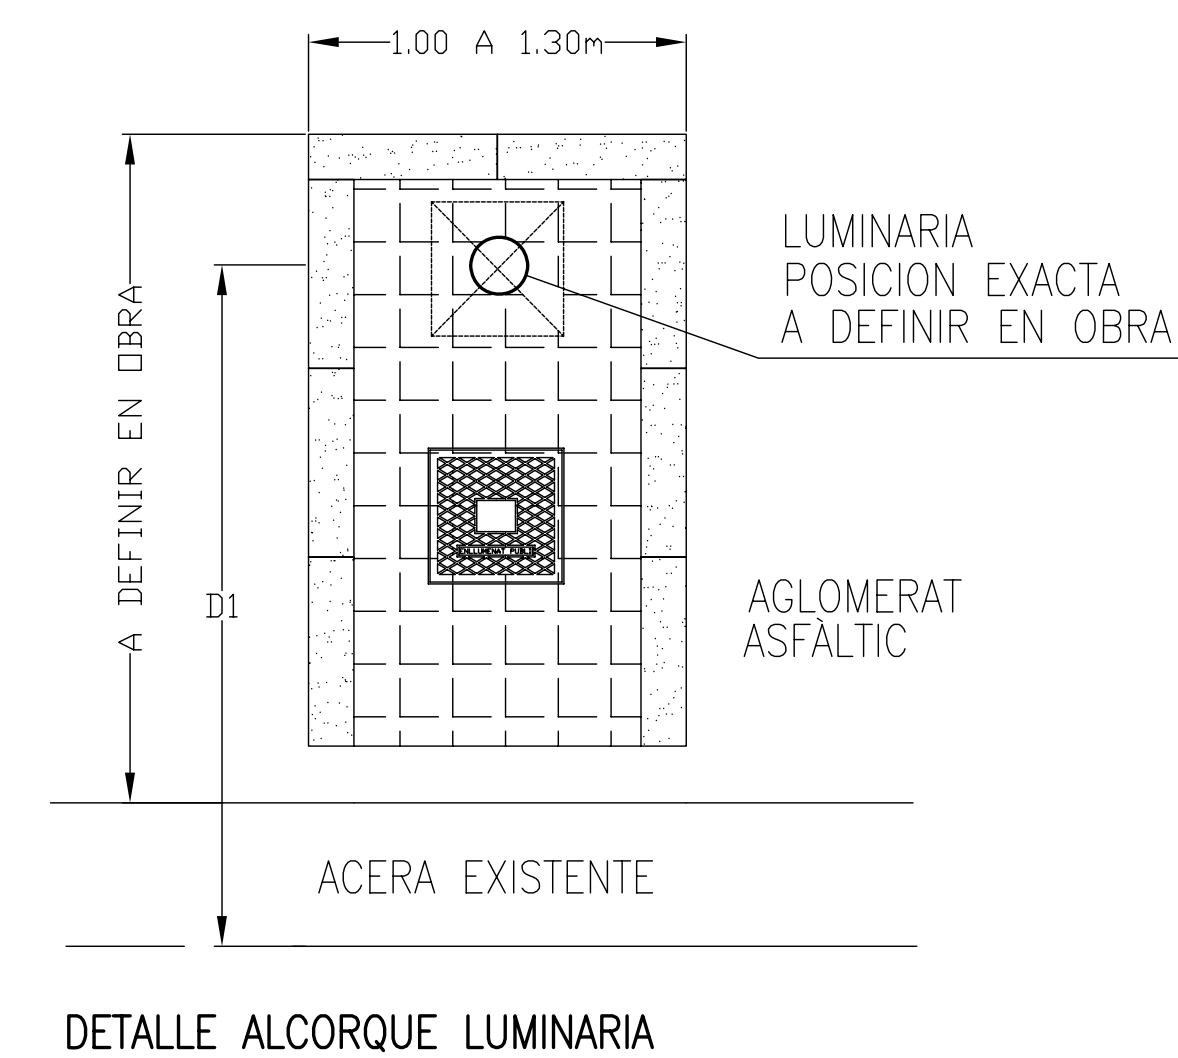 1.00 A 1.30m
LUMINARIA
POSICION EXACTA
A DEFINIR EN OBRA
A DEFINIR EN OBRA
D1
ENLLUMENAT PUBLI
AGLOMERAT
ASFÀLTIC
ACERA EXISTENTE
DETALLE ALCORQUE LUMINARIA